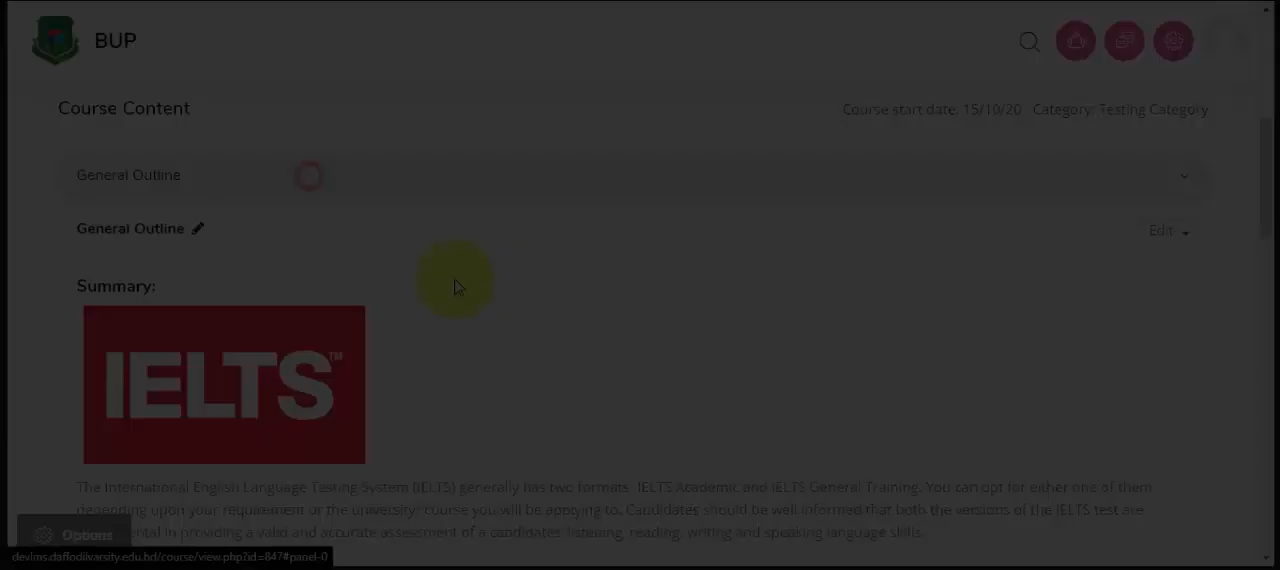 BUP
Course Content
Course start date: 15/10/20 Category: Testing Category
General Outline
General Outline
Edit
Summary:
IELTS™
The International English Language Testing System (IELTS) generally has two formats, IELTS Academic and IELTS General Training. You can opt for either one of them
depending upon your requirement or the university/ course you will be applying to. Candidates should be well informed that both the versions of the IELTS test are
ental in providing a valid and accurate assessment of a candidates listening, reading, writing and speaking language skills.
Options
devlms.daffodilvarsity.edu.bd/course/view.php?id=847#panel-0